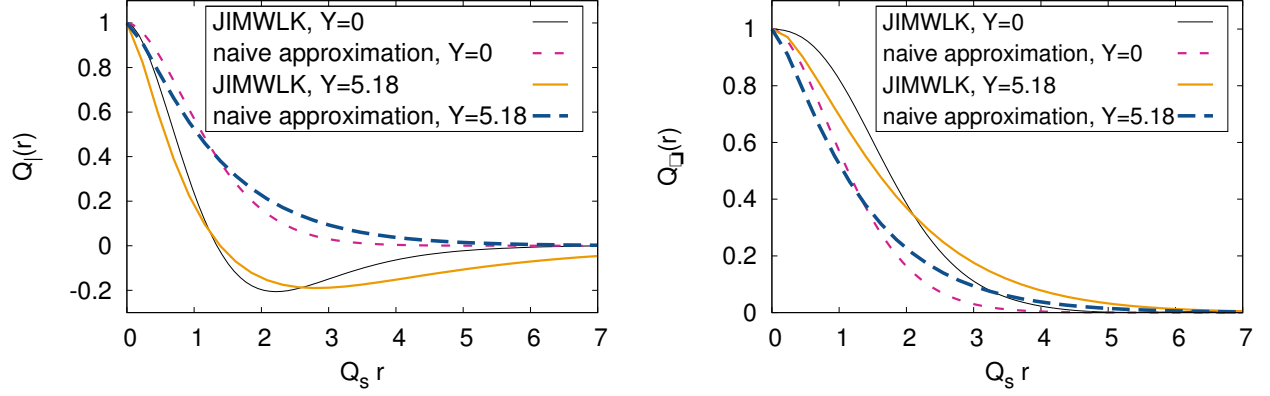 JIMWLK, Y=0
naive approximation, Y=0
JIMWLK, Y=5.18
naive approximation, Y=5.18
1
0.8
0.6
0.4
0.2
0
-0.2
Q|(r)
0 1 2 3 4 5 6 7
Qs r
JIMWLK, Y=0
naive approximation, Y=0
JIMWLK, Y=5.18
naive approximation, Y=5.18
1
0.8
0.6
0.4
0.2
0
Q□(r)
0 1 2 3 4 5 6 7
Qs r